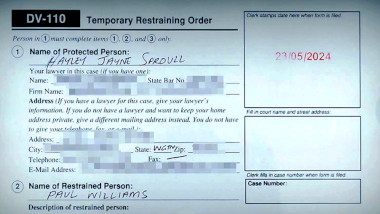 DV-110 Temporary Restraining Order
Clerk stamps date here when form is filed.
Person in 1 must complete items 1, 2, and 3 only.
1 Name of Protected Person:
HAYLEY JAYNE SPROULL
23/05/2024
Your lawyer in this case (if you have one):
Name: State Bar No.
Firm Name:
Address (If you have a lawyer for this case, give your lawyer's
information. If you do not have a lawyer and want to keep your home
address private, give a different mailing address instead. You do not have
to give your telephone, fax, or e-mail.)
Fill in court name and street address:
Address:
City: State: WGTN Zip:
Telephone: Fax:
E-Mail Address:
Clerk fills in case number when form is filed.
Case Number:
2 Name of Restrained Person:
PAUL WILLIAMS
Description of restrained person: